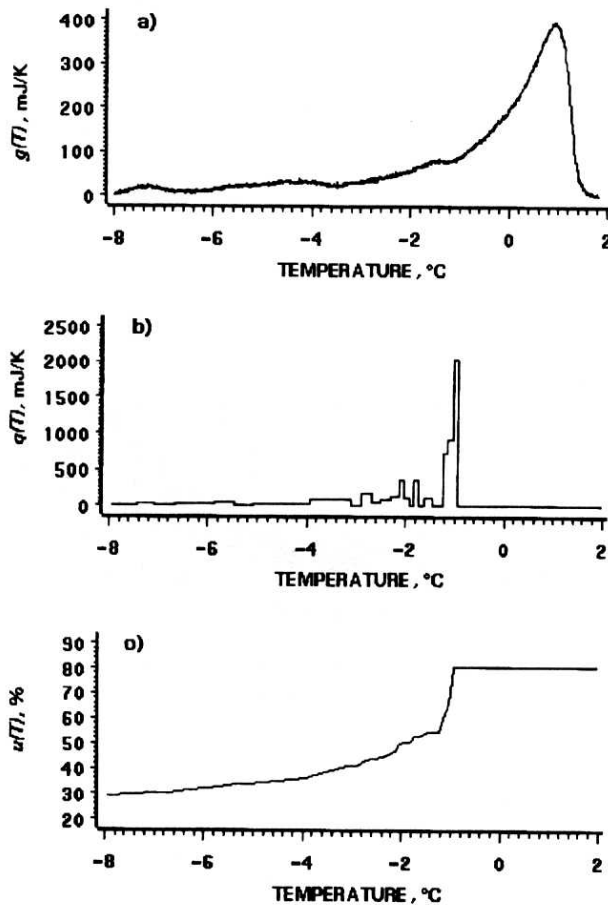 a)
400
300
200
100
0
g(T), mJ/K
-8 -6 -4 -2 0 2
TEMPERATURE, °C
b)
2500
2000
1500
1000
500
0
q(T), mJ/K
-8 -6 -4 -2 0 2
TEMPERATURE, °C
c)
90
80
70
60
50
40
30
20
u(T), %
-8 -6 -4 -2 0 2
TEMPERATURE, °C